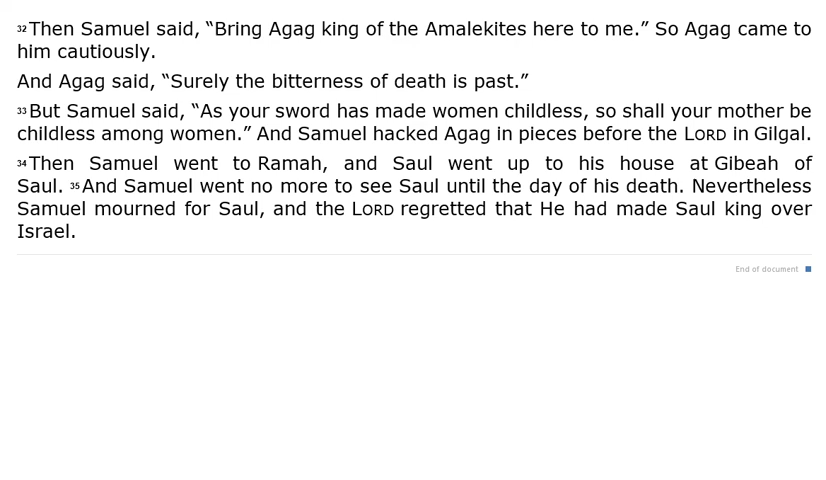 32Then Samuel said, “Bring Agag king of the Amalekites here to me.” So Agag came to
him cautiously.
And Agag said, “Surely the bitterness of death is past.”
33But Samuel said, “As your sword has made women childless, so shall your mother be
childless among women.” And Samuel hacked Agag in pieces before the LORD in Gilgal.
34Then Samuel went to Ramah, and Saul went up to his house at Gibeah of
Saul. 35And Samuel went no more to see Saul until the day of his death. Nevertheless
Samuel mourned for Saul, and the LORD regretted that He had made Saul king over
Israel.
End of document